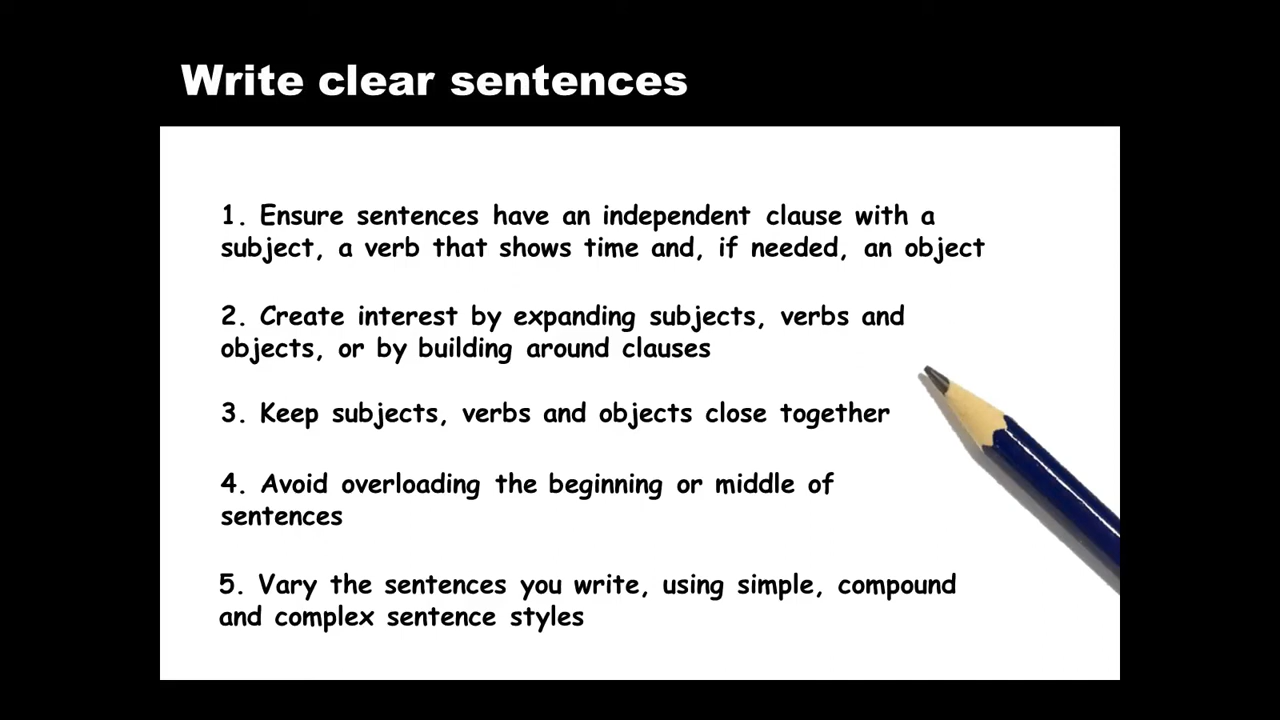 Write clear sentences
1. Ensure sentences have an independent clause with a
subject, a verb that shows time and, if needed, an object
2. Create interest by expanding subjects, verbs and
objects, or by building around clauses
3. Keep subjects, verbs and objects close together
4. Avoid overloading the beginning or middle of
sentences
5. Vary the sentences you write, using simple, compound
and complex sentence styles